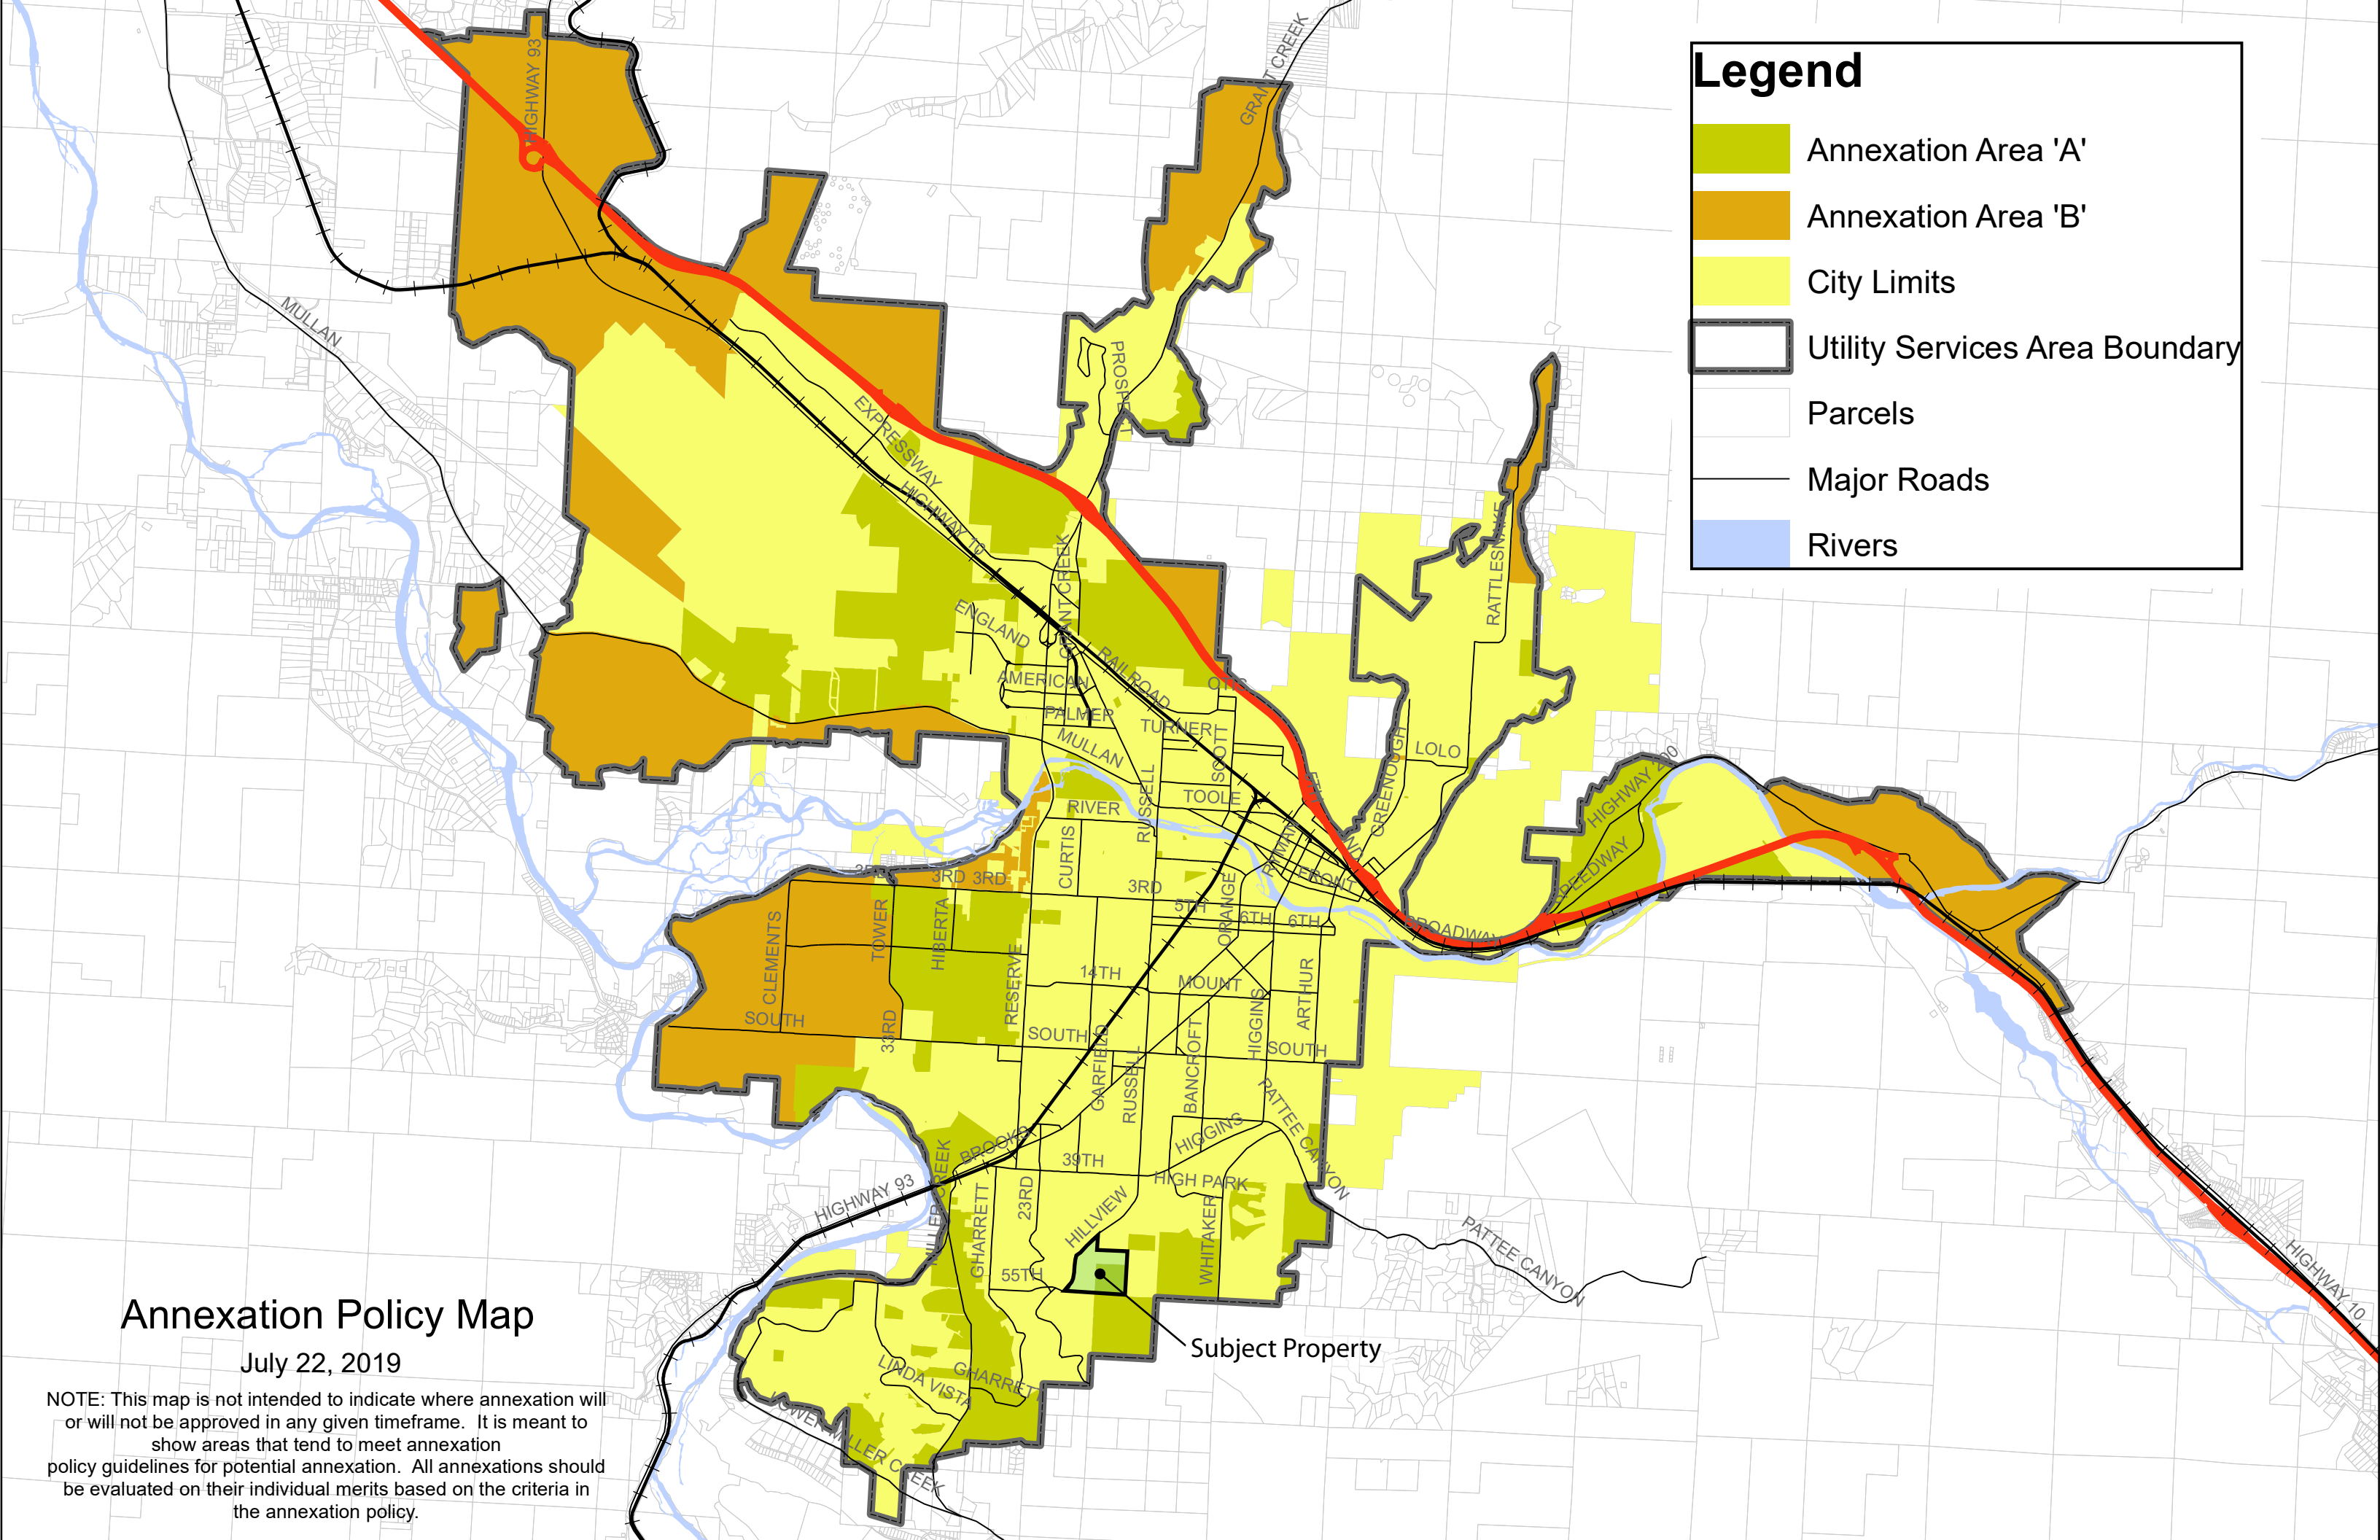 Legend
Annexation Area 'A'
Annexation Area 'B'
City Limits
Utility Services Area Boundary
Parcels
Major Roads
Rivers
HIGHWAY 93
GRANT CREEK
MULLAN
PROSPECT
EXPRESSWAY
HIGHWAY 10
RATTLESNAKE
GRANT CREEK
ENGLAND
RAILROAD
AMERICAN
PALMER
TURNER
SCOTT
MULLAN
LOLO
GREENOUGH
HIGHWAY 200
RUSSELL
TOOLE
RIVER
CURTIS
SPEEDWAY
FRONT
3RD
3RD
3RD
5TH
6TH
6TH
ORANGE
BROADWAY
CLEMENTS
TOWER
HIBERTA
RESERVE
14TH
MOUNT
ARTHUR
HIGGINS
SOUTH
33RD
SOUTH
GARFIELD
RUSSELL
BANCROFT
SOUTH
PATTEE CANYON
BROOKS
39TH
HIGGINS
HIGH PARK
HIGHWAY 93
MILLER CREEK
GHARRETT
23RD
HILLVIEW
WHITAKER
55TH
PATTEE CANYON
HIGHWAY 10
Subject Property
LINDA VISTA
GHARRETT
LOWER MILLER CREEK
Annexation Policy Map
July 22, 2019
NOTE: This map is not intended to indicate where annexation will
or will not be approved in any given timeframe. It is meant to
show areas that tend to meet annexation
policy guidelines for potential annexation. All annexations should
be evaluated on their individual merits based on the criteria in
the annexation policy.